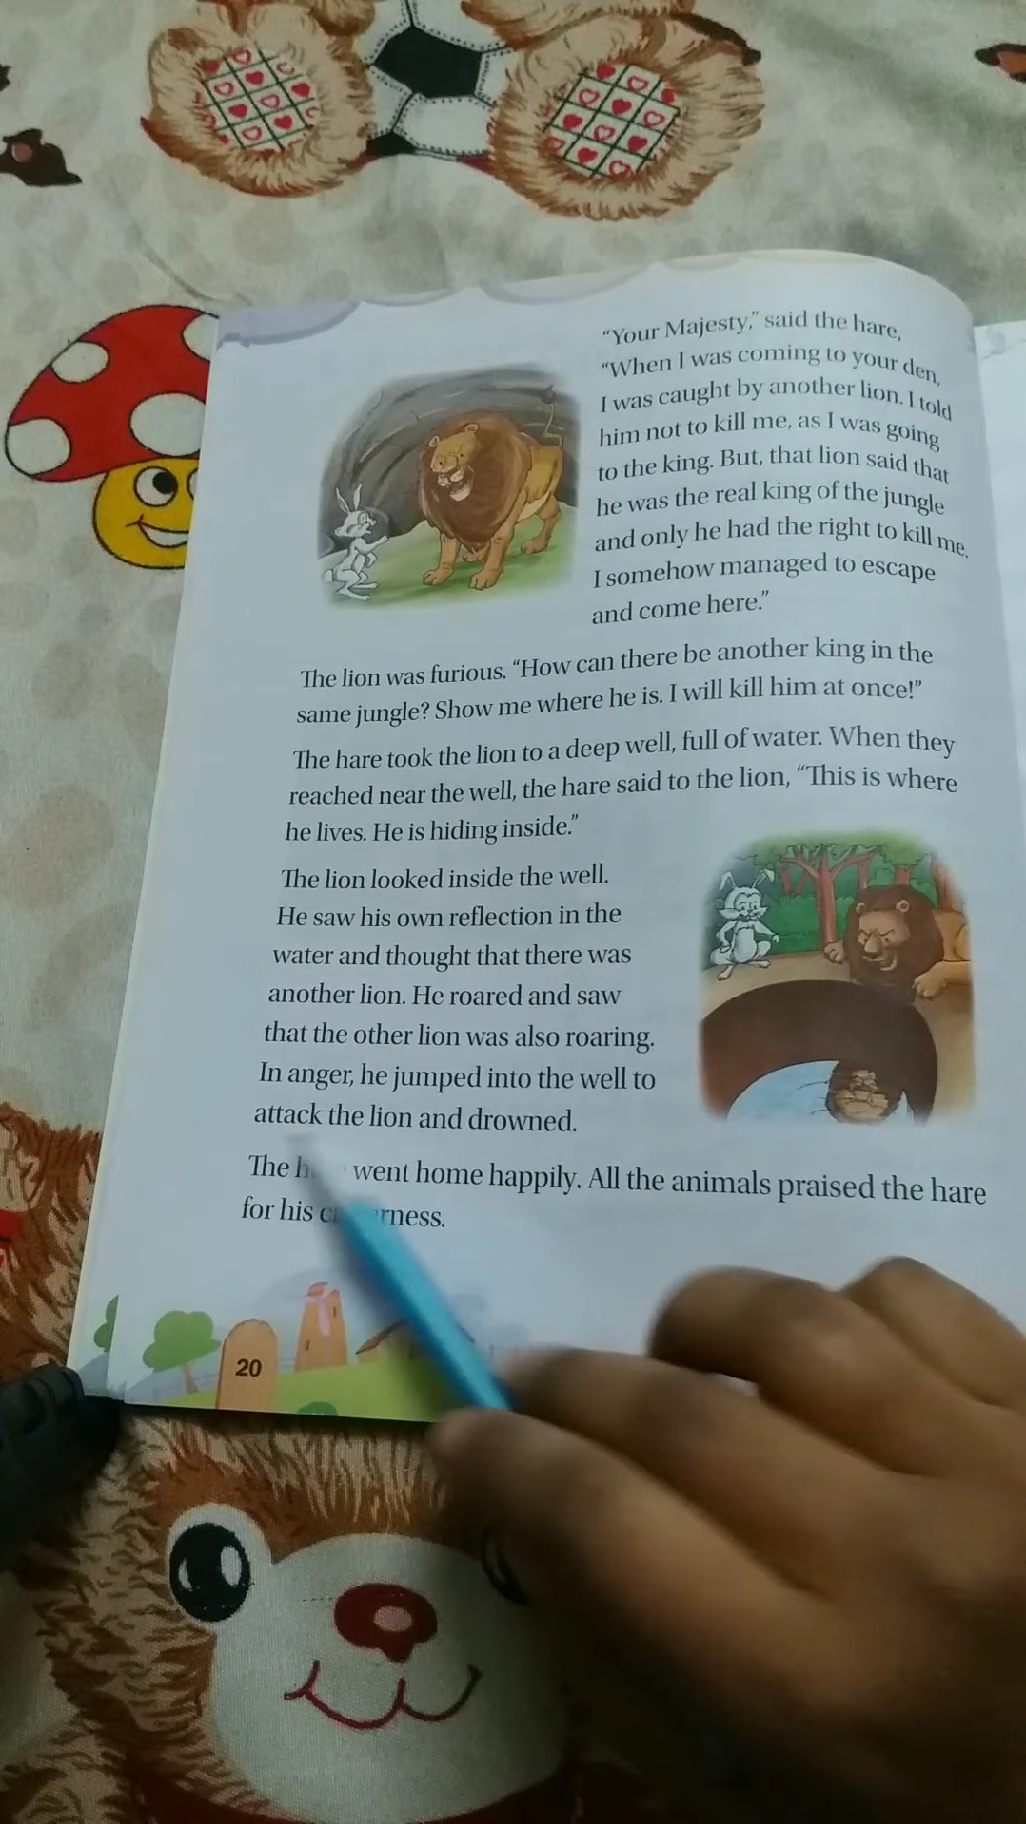 “Your Majesty,” said the hare,
“When I was coming to your den,
I was caught by another lion. I told
him not to kill me, as I was going
to the king. But, that lion said that
he was the real king of the jungle
and only he had the right to kill me.
I somehow managed to escape
and come here.”
The lion was furious. “How can there be another king in the
same jungle? Show me where he is. I will kill him at once!”
The hare took the lion to a deep well, full of water. When they
reached near the well, the hare said to the lion, “This is where
he lives. He is hiding inside.”
The lion looked inside the well.
He saw his own reflection in the
water and thought that there was
another lion. He roared and saw
that the other lion was also roaring.
In anger, he jumped into the well to
attack the lion and drowned.
The went home happily. All the animals praised the hare
for his
20